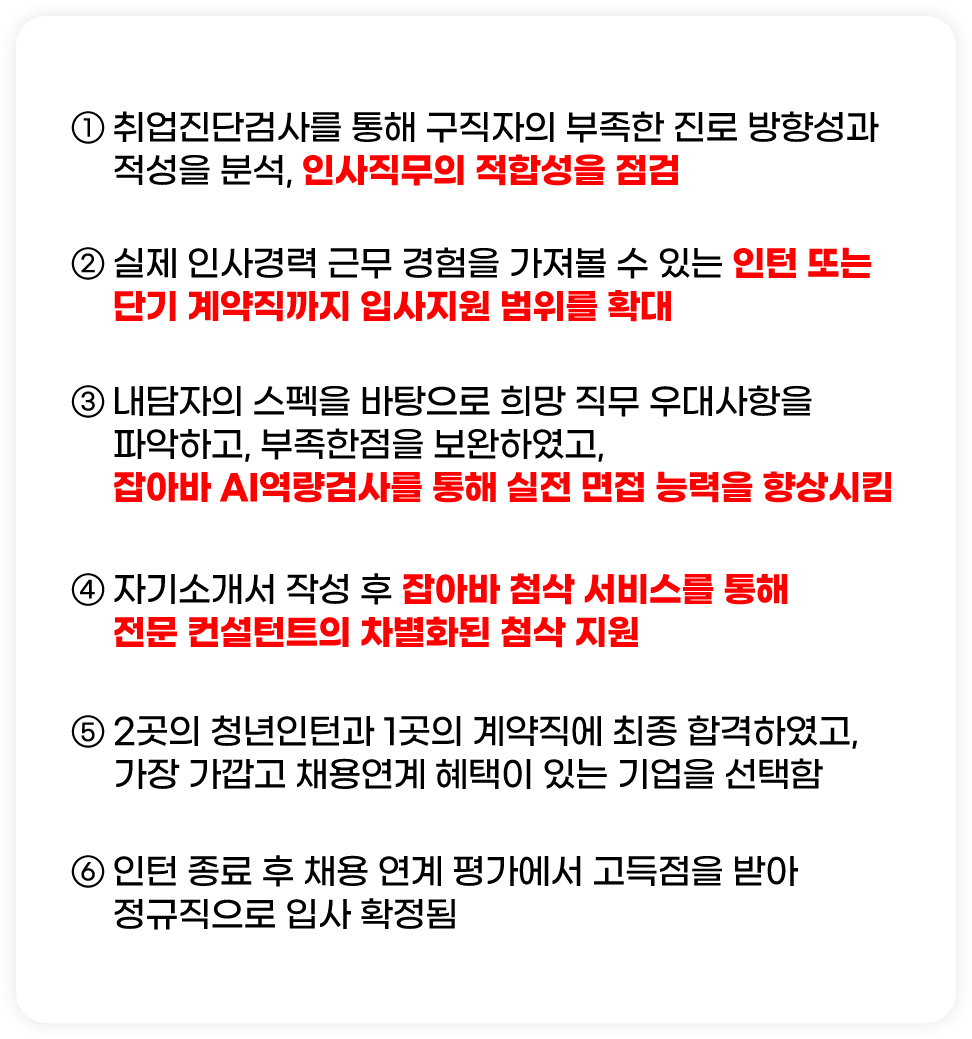 ① 취업진단검사를 통해 구직자의 부족한 진로 방향성과
적성을 분석, 인사직무의 적합성을 점검
② 실제 인사경력 근무 경험을 가져볼 수 있는 인턴 또는
단기 계약직까지 입사지원 범위를 확대
③ 내담자의 스펙을 바탕으로 희망 직무 우대사항을
파악하고, 부족한점을 보완하였고,
잡아바 AI역량검사를 통해 실전 면접 능력을 향상시킴
④ 자기소개서 작성 후 잡아바 첨삭 서비스를 통해
전문 컨설턴트의 차별화된 첨삭 지원
⑤ 2곳의 청년인턴과 1곳의 계약직에 최종 합격하였고,
가장 가깝고 채용연계 혜택이 있는 기업을 선택함
⑥ 인턴 종료 후 채용 연계 평가에서 고득점을 받아
정규직으로 입사 확정됨